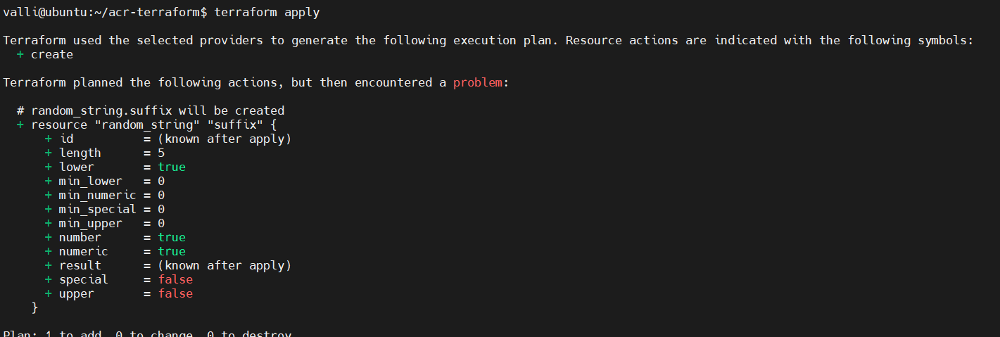 valli@ubuntu:~/acr-terraform$ terraform apply
Terraform used the selected providers to generate the following execution plan. Resource actions are indicated with the following symbols:
+ create
Terraform planned the following actions, but then encountered a problem:
# random_string.suffix will be created
+ resource "random_string" "suffix" {
+ id = (known after apply)
+ length = 5
+ lower = true
+ min_lower = 0
+ min_numeric = 0
+ min_special = 0
+ min_upper = 0
+ number = true
+ numeric = true
+ result = (known after apply)
+ special = false
+ upper = false
}
Plan: 1 to add, 0 to change, 0 to destroy.